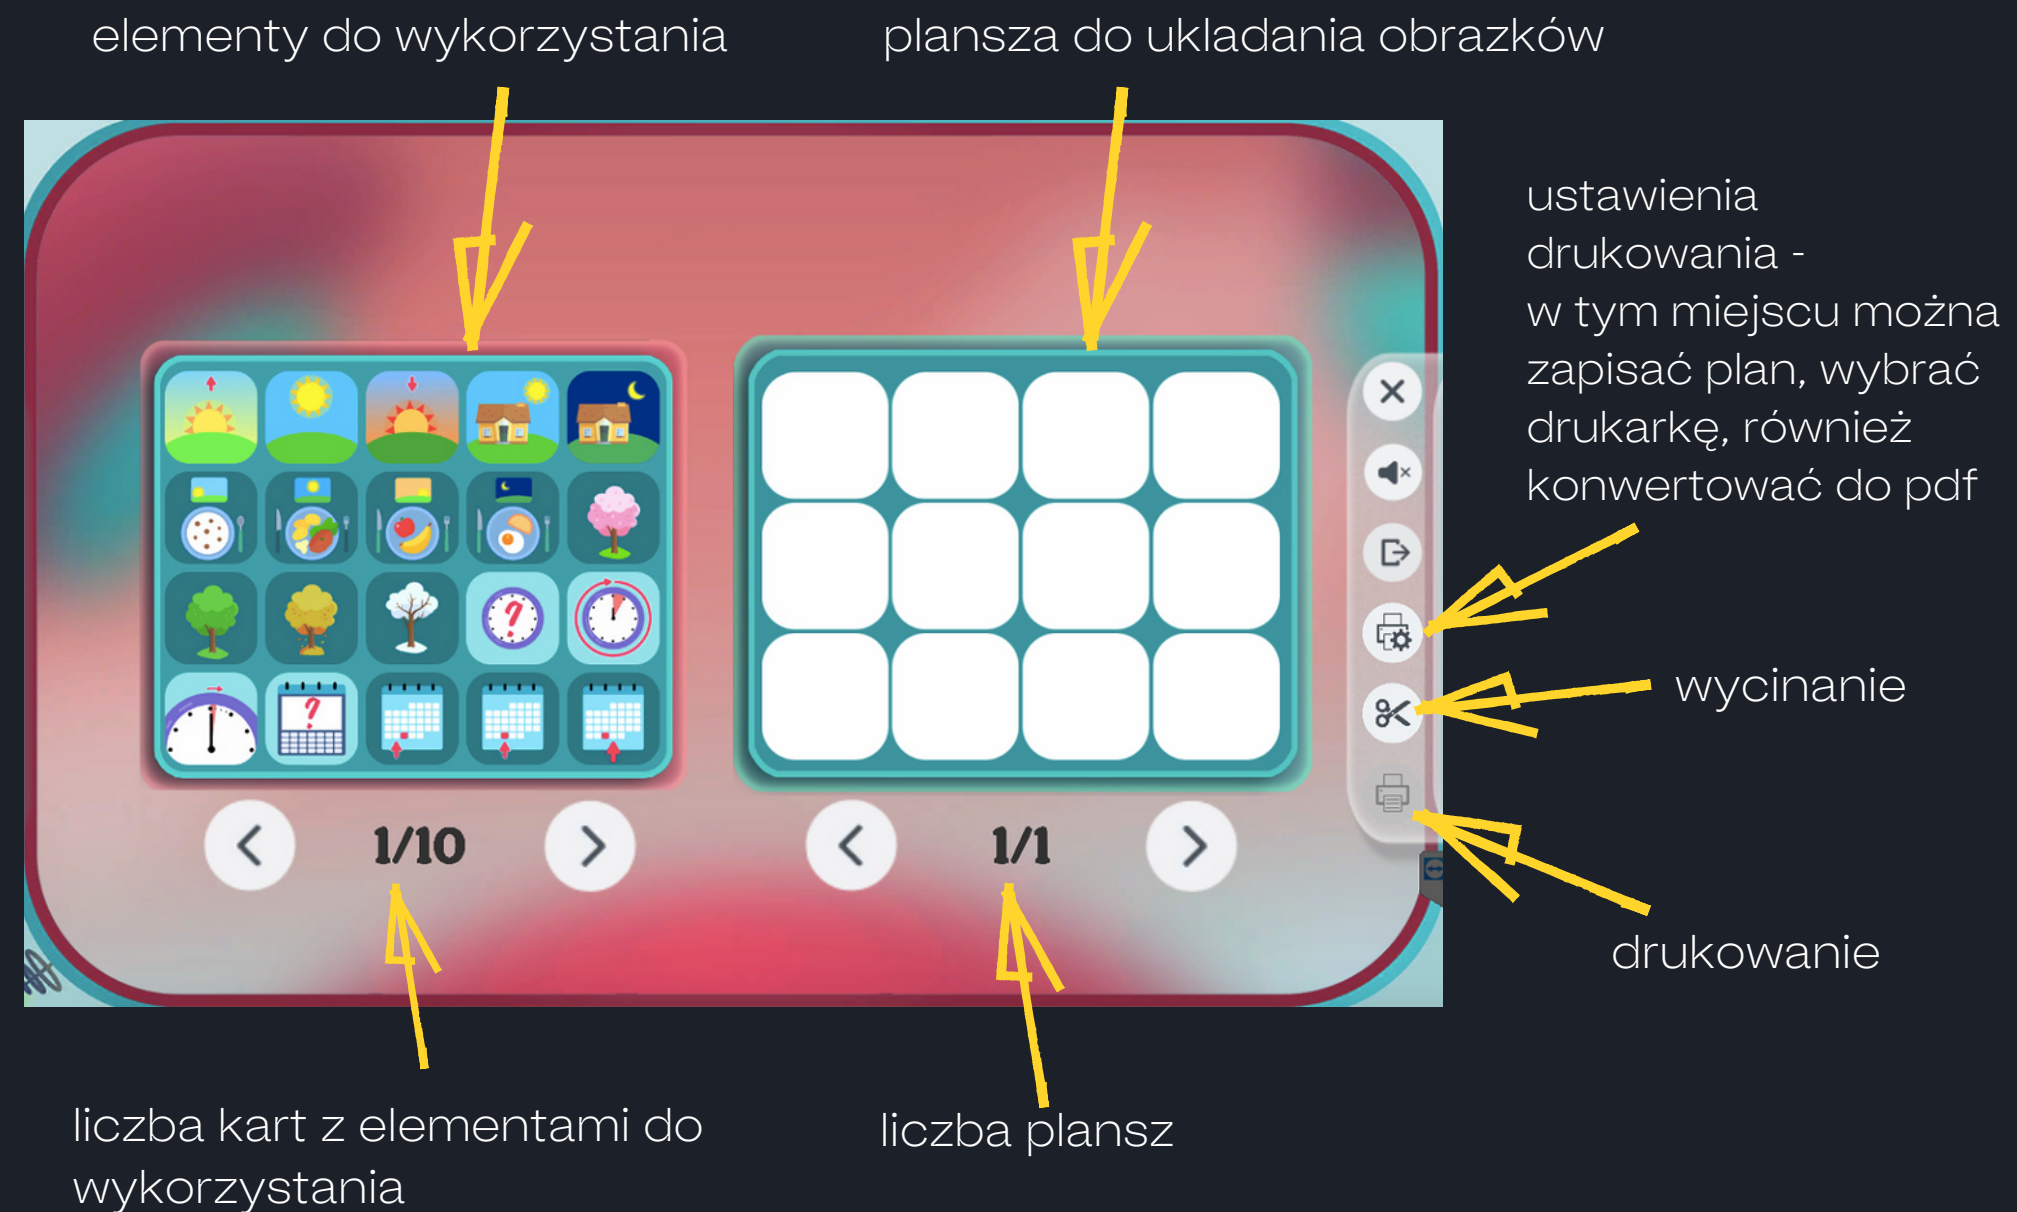 elementy do wykorzystania
plansza do ukladania obrazków
ustawienia
drukowania -
w tym miejscu można
zapisać plan, wybrać
drukarkę, również
konwertować do pdf
?
?
wycinanie
1/10
1/1
drukowanie
liczba kart z elementami do
wykorzystania
liczba plansz